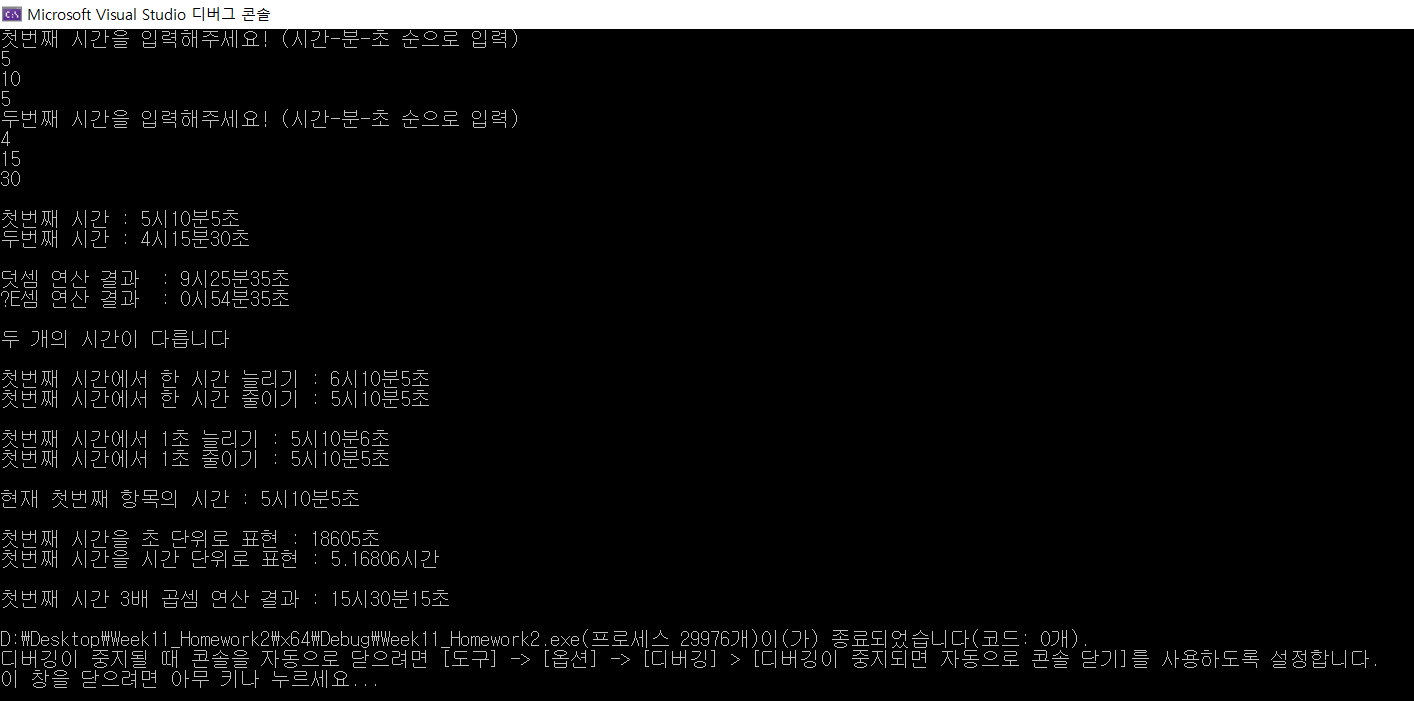 Microsoft Visual Studio 디버그 콘솔
첫번째 시간을 입력해주세요! (시간-분-초 순으로 입력)
5
10
5
두번째 시간을 입력해주세요! (시간-분-초 순으로 입력)
4
15
30
첫번째 시간 : 5시10분5초
두번째 시간 : 4시15분30초
덧셈 연산 결과  : 9시25분35초
?E셈 연산 결과  : 0시54분35초
두 개의 시간이 다릅니다
첫번째 시간에서 한 시간 늘리기 : 6시10분5초
첫번째 시간에서 한 시간 줄이기 : 5시10분5초
첫번째 시간에서 1초 늘리기 : 5시10분6초
첫번째 시간에서 1초 줄이기 : 5시10분5초
현재 첫번째 항목의 시간 : 5시10분5초
첫번째 시간을 초 단위로 표현 : 18605초
첫번째 시간을 시간 단위로 표현 : 5.16806시간
첫번째 시간 3배 곱셈 연산 결과 : 15시30분15초
D:₩Desktop₩Week11_Homework2₩x64₩Debug₩Week11_Homework2.exe(프로세스 29976개)이(가) 종료되었습니다(코드: 0개).
디버깅이 중지될 때 콘솔을 자동으로 닫으려면 [도구] -> [옵션] -> [디버깅] > [디버깅이 중지되면 자동으로 콘솔 닫기]를 사용하도록 설정합니다.
이 창을 닫으려면 아무 키나 누르세요...